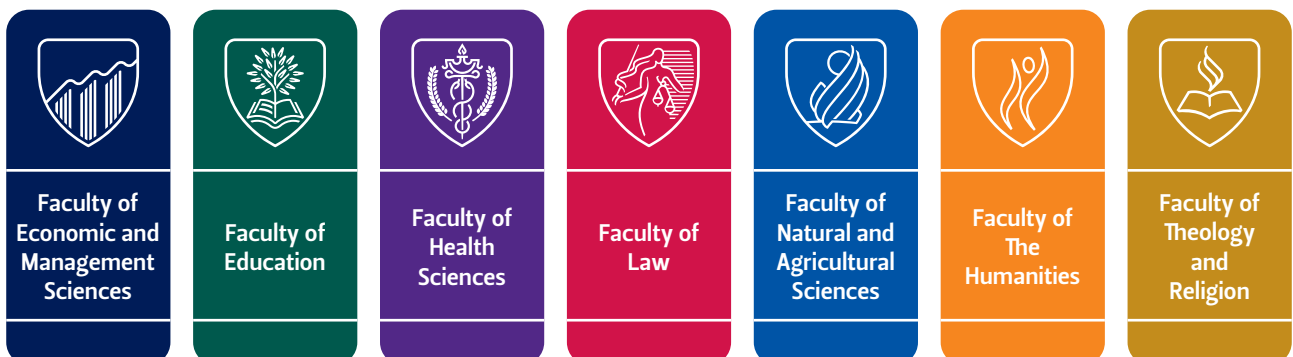 Faculty of
Economic and
Management
Sciences
Faculty of
Education
Faculty of
Health
Sciences
Faculty of
Law
Faculty of
Natural and
Agricultural
Sciences
Faculty of
The
Humanities
Faculty of
Theology
and
Religion